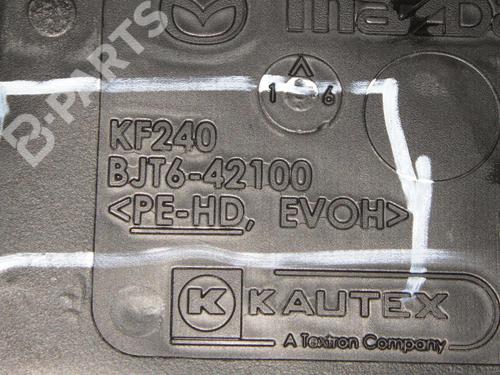 mazda
B-PARTS
1 6
KF240
BJT6-42100
<PE-HD, EVOH>
K KAUTEX
A Textron Company